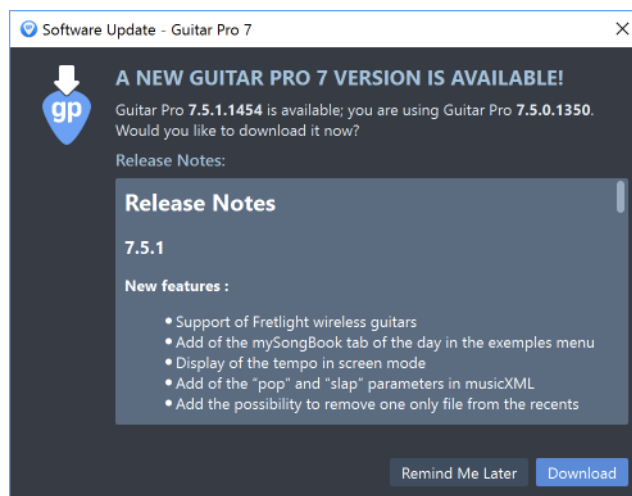 Software Update - Guitar Pro 7
gp
A NEW GUITAR PRO 7 VERSION IS AVAILABLE!
Guitar Pro 7.5.1.1454 is available; you are using Guitar Pro 7.5.0.1350.
Would you like to download it now?
Release Notes:
Release Notes
7.5.1
New features :
• Support of Fretlight wireless guitars
• Add of the mySongBook tab of the day in the exemples menu
• Display of the tempo in screen mode
• Add of the “pop” and “slap” parameters in musicXML
• Add the possibility to remove one only file from the recents
Remind Me Later
Download